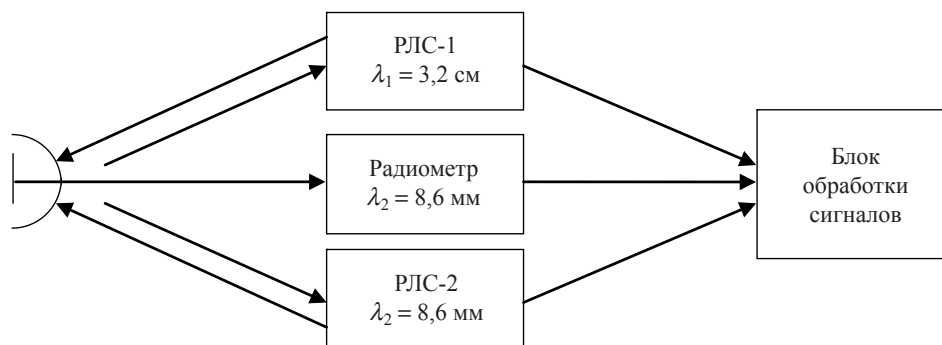 РЛС-1
λ₁ = 3,2 см
Радиометр
λ₂ = 8,6 мм
РЛС-2
λ₂ = 8,6 мм
Блок
обработки
сигналов